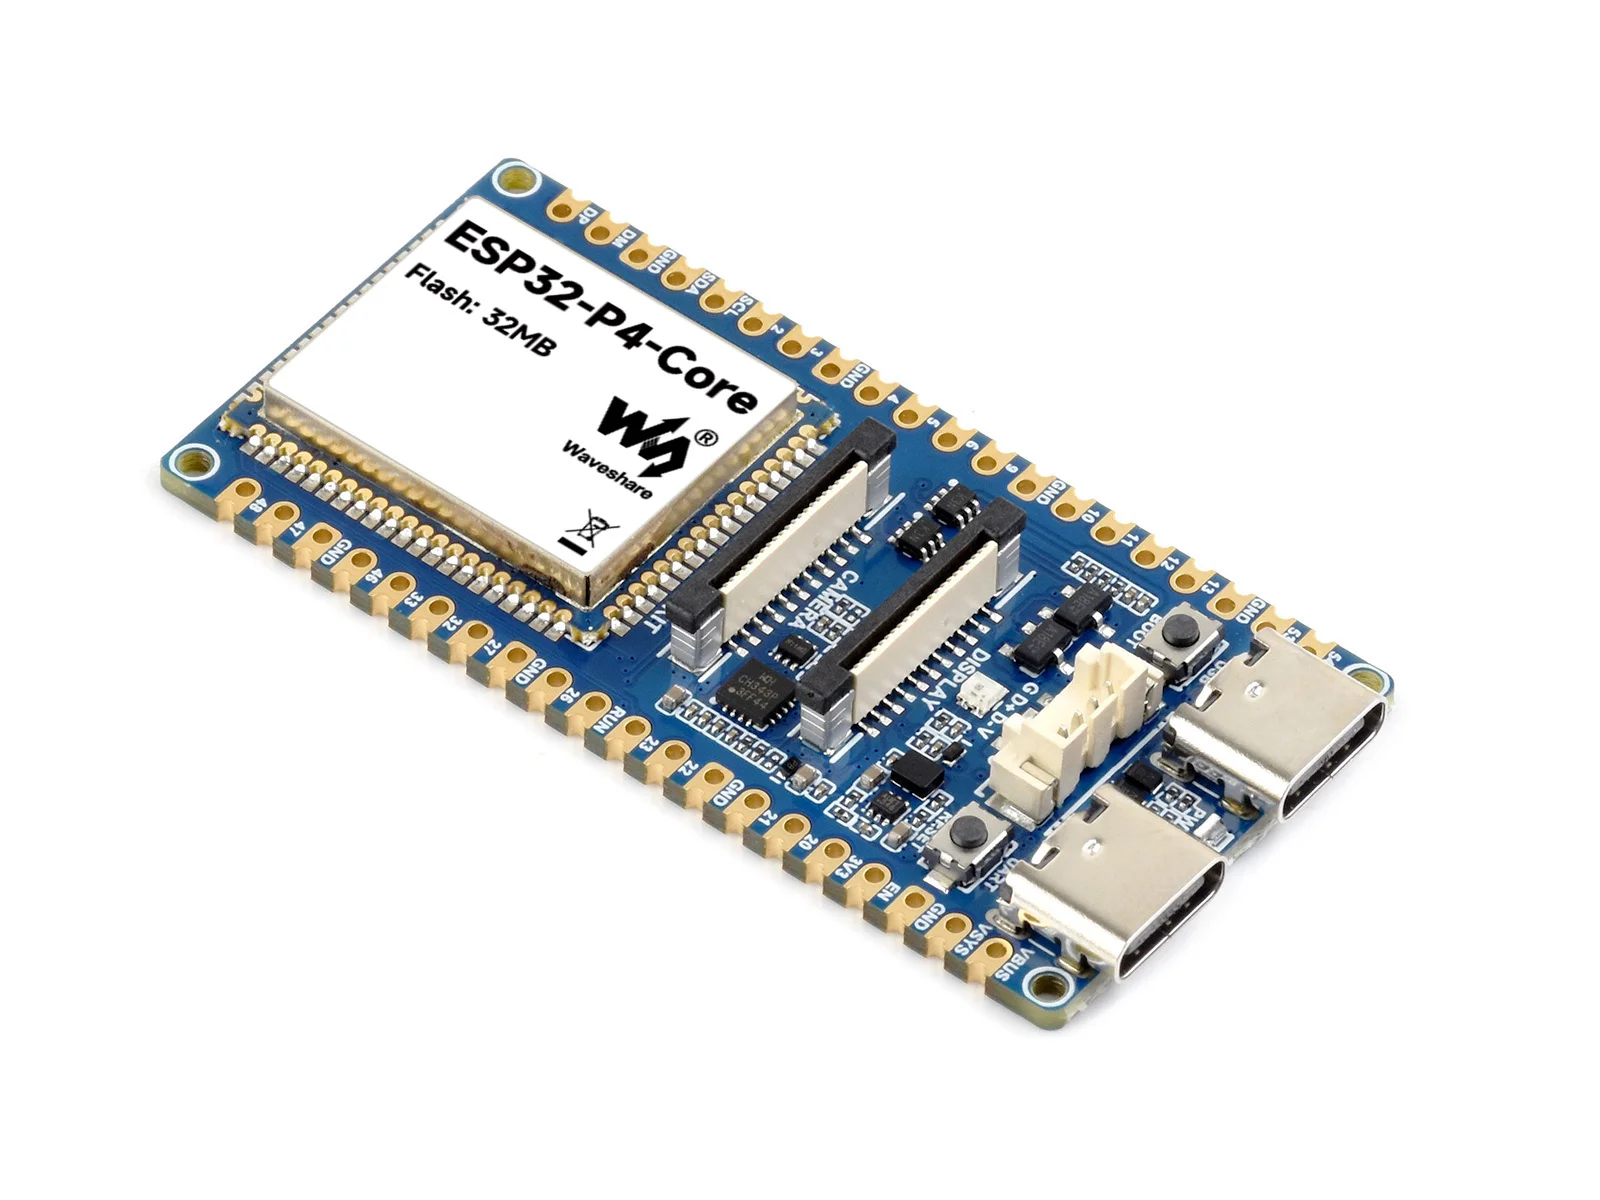 ESP32-P4-Core
Flash: 32MB
®
Waveshare
DP
DM
GND
SDA
SCL
2
3
GND
4
5
6
9
GND
10
11
12
13
GND
48
47
GND
46
33
32
27
GND
26
RUN
23
22
GND
21
20
3V3
EN
GND
VSYS
VBUS
CAMERA
DISPLAY
CH343P
G D+ D- V
BOOT
RESET
UART